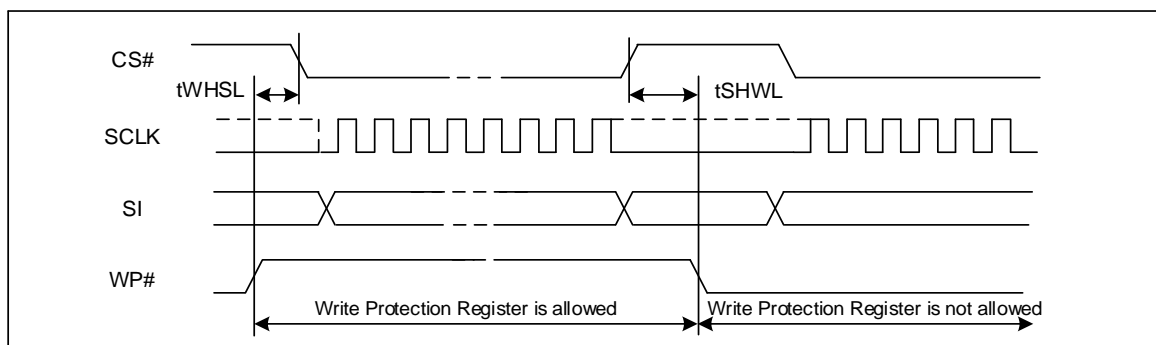 CS#
tWHSL
tSHWL
SCLK
SI
WP#
Write Protection Register is allowed
Write Protection Register is not allowed